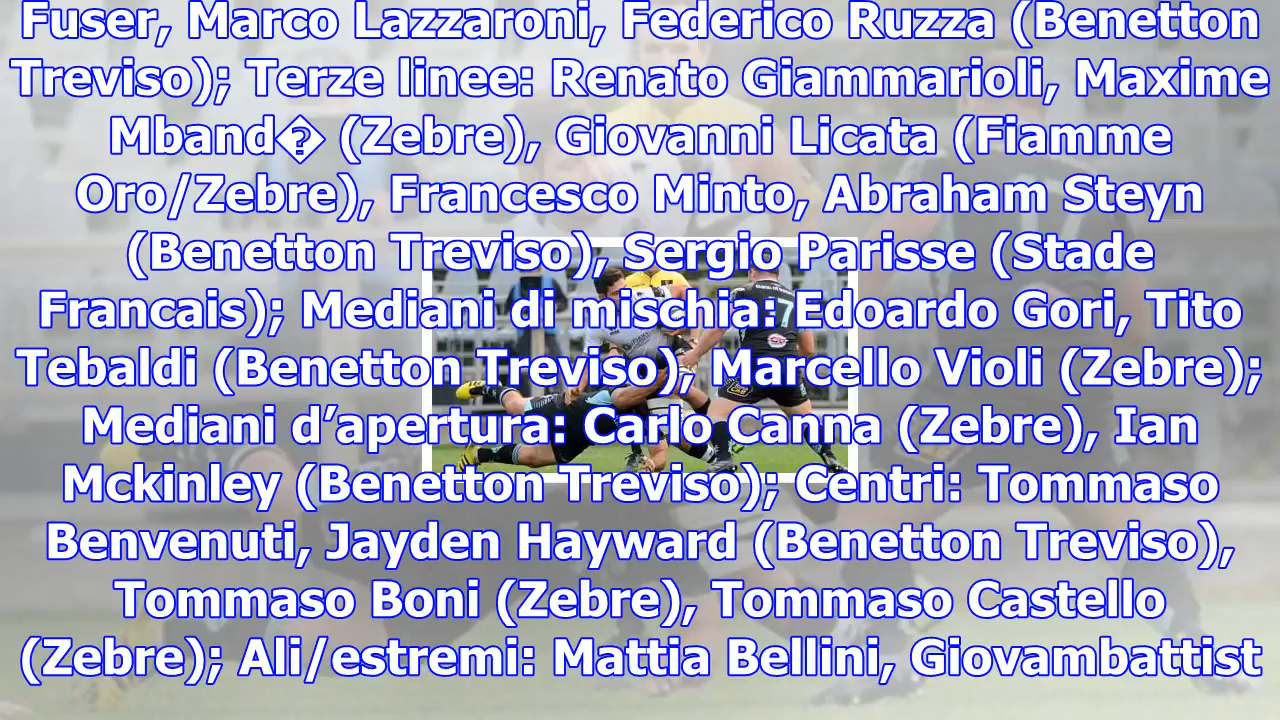 Fuser, Marco Lazzaroni, Federico Ruzza (Benetton
Treviso); Terze linee: Renato Giammarioli, Maxime
Mband� (Zebre), Giovanni Licata (Fiamme
Oro/Zebre), Francesco Minto, Abraham Steyn
(Benetton Treviso), Sergio Parisse (Stade
Francais); Mediani di mischia: Edoardo Gori, Tito
Tebaldi (Benetton Treviso), Marcello Violi (Zebre);
Mediani d’apertura: Carlo Canna (Zebre), Ian
Mckinley (Benetton Treviso); Centri: Tommaso
Benvenuti, Jayden Hayward (Benetton Treviso),
Tommaso Boni (Zebre), Tommaso Castello
(Zebre); Ali/estremi: Mattia Bellini, Giovambattist
7